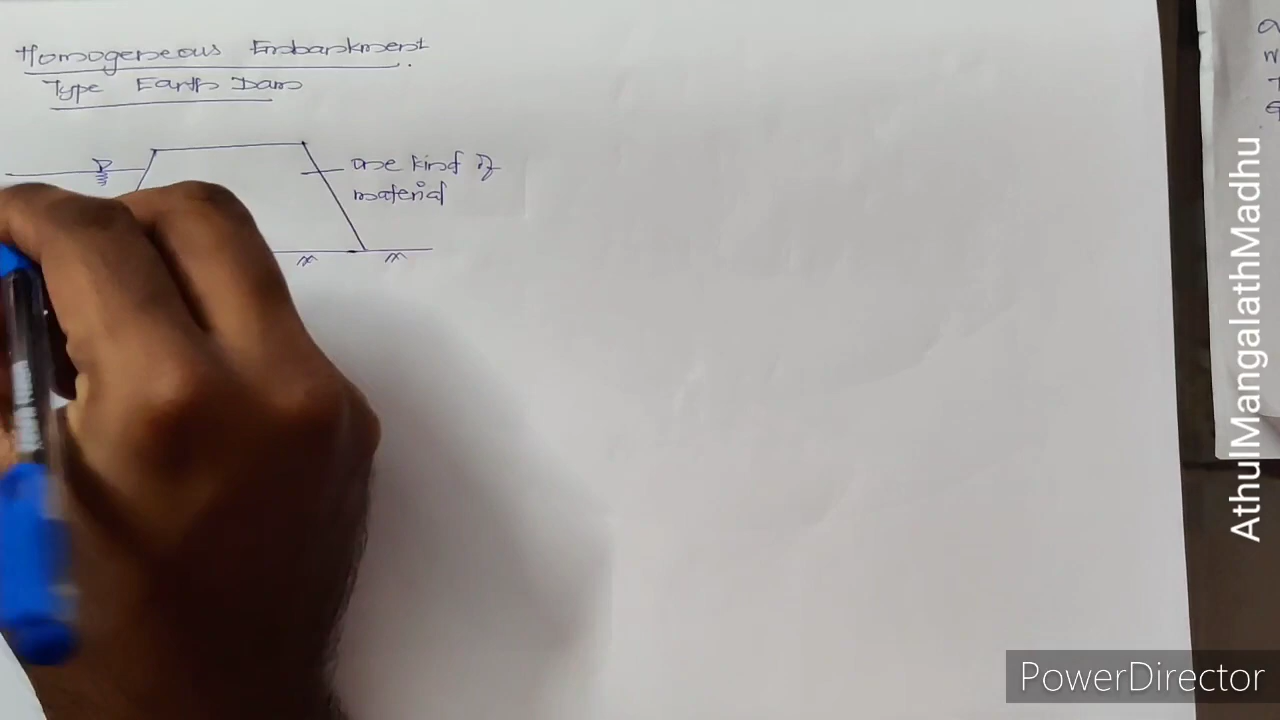 Homogeneous Embankment
Type Earth Dam
one kind of
material
AthulMangalathMadhu
PowerDirector